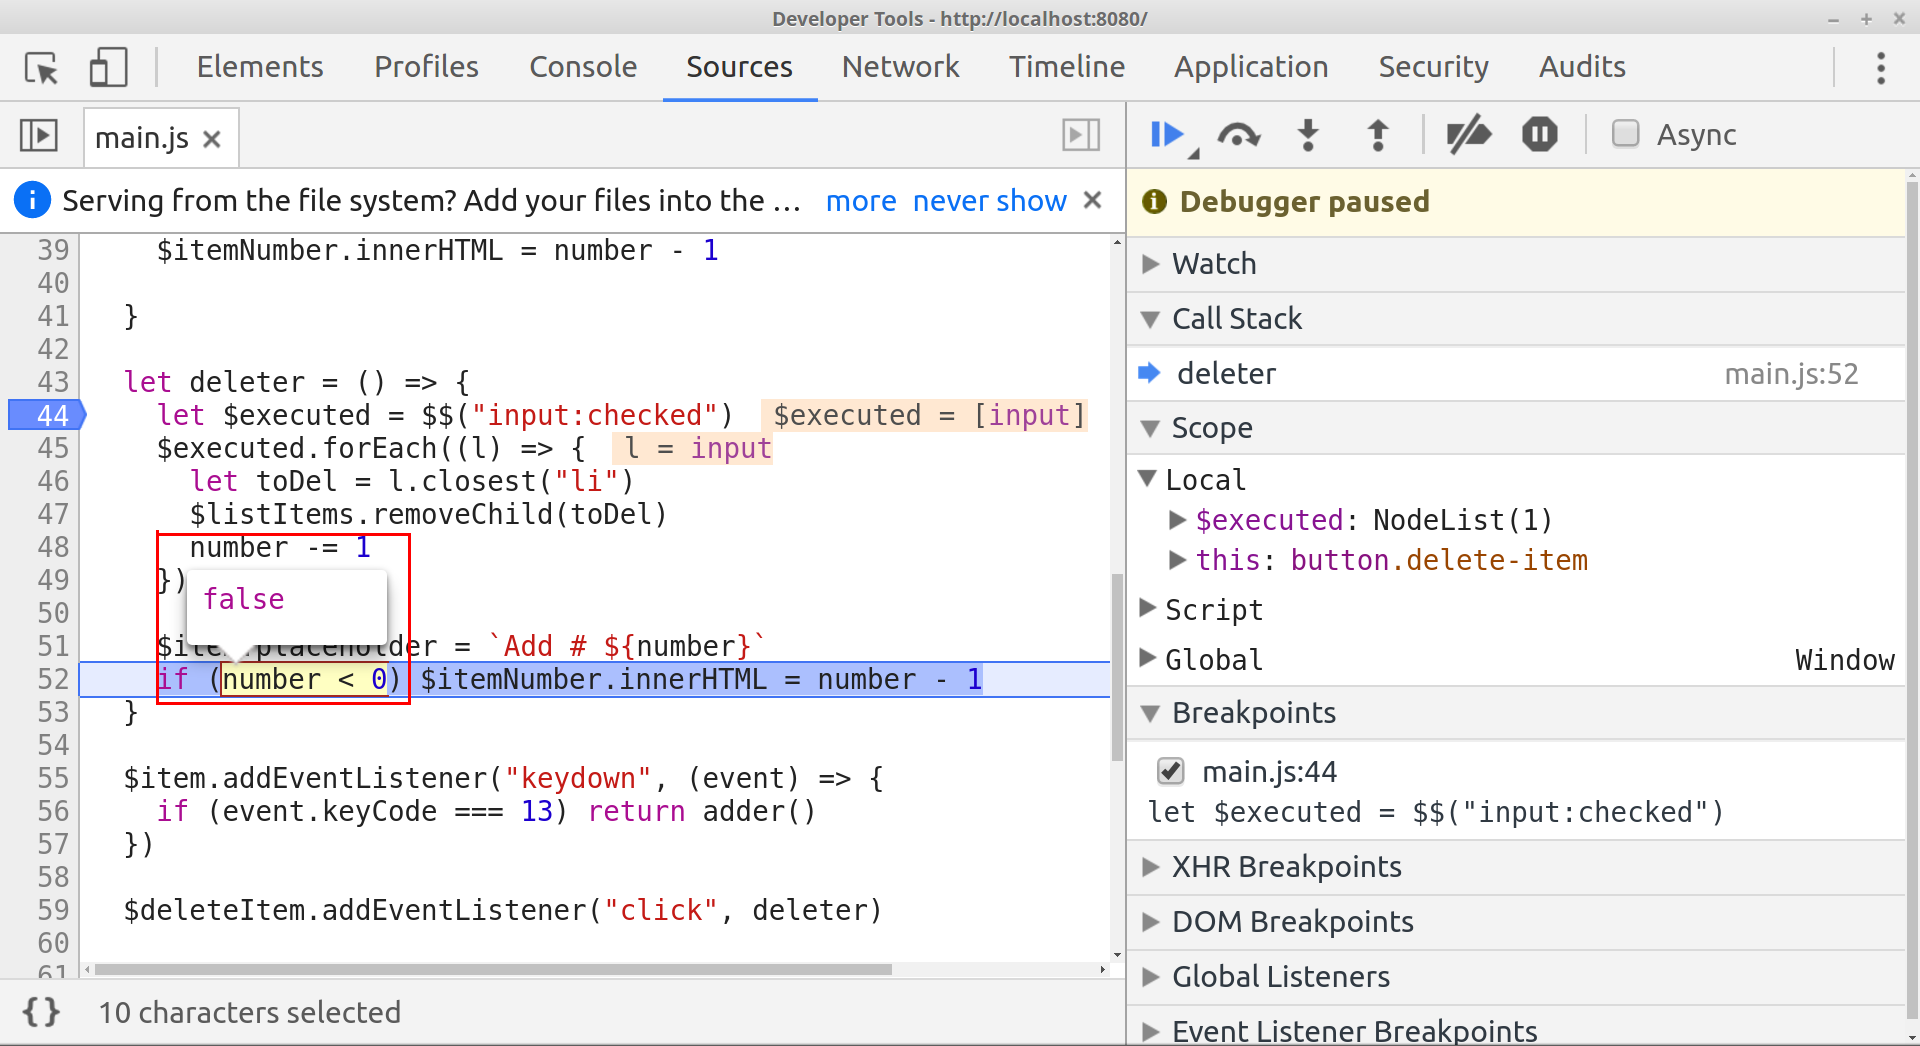 Developer Tools - http://localhost:8080/
Elements Profiles Console Sources Network Timeline Application Security Audits
main.js
Async
Serving from the file system? Add your files into the ... more never show
39 $itemNumber.innerHTML = number - 1
40
41 }
42
43 let deleter = () => {
44 let $executed = $$("input:checked") $executed = [input]
45 $executed.forEach((l) => { l = input
46 let toDel = l.closest("li")
47 $listItems.removeChild(toDel)
48 number -= 1
49 })
false
50
51 = `Add # ${number}`
52 if (number < 0) $itemNumber.innerHTML = number - 1
53 }
54
55 $item.addEventListener("keydown", (event) => {
56 if (event.keyCode === 13) return adder()
57 })
58
59 $deleteItem.addEventListener("click", deleter)
60
61
{} 10 characters selected
Debugger paused
Watch
Call Stack
deleter main.js:52
Scope
Local
$executed: NodeList(1)
this: button.delete-item
Script
Global Window
Breakpoints
main.js:44
let $executed = $$("input:checked")
XHR Breakpoints
DOM Breakpoints
Global Listeners
Event Listener Breakpoints